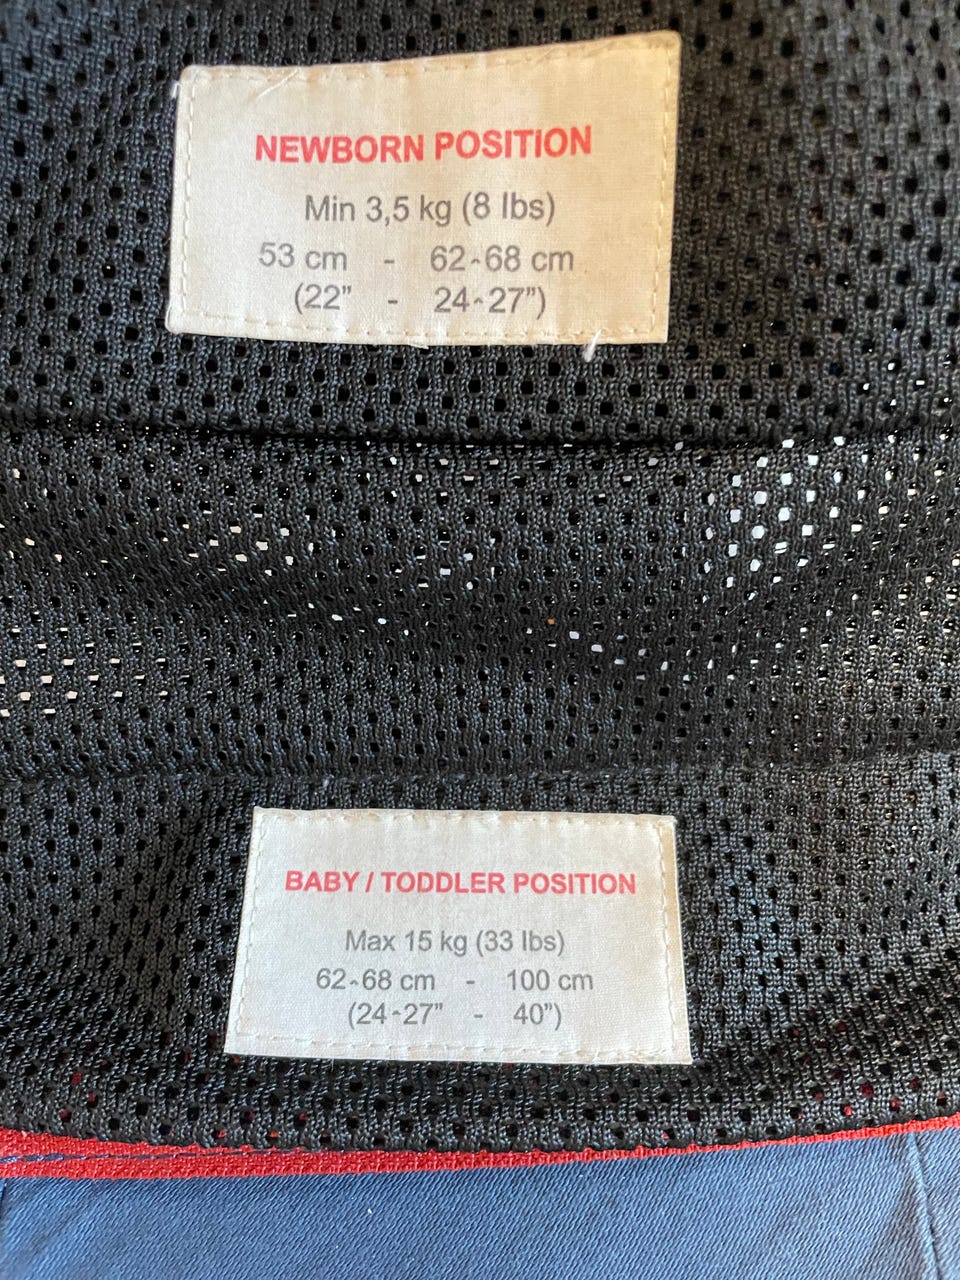 NEWBORN POSITION
Min 3,5 kg (8 lbs)
53 cm - 62-68 cm
(22" - 24-27")
BABY / TODDLER POSITION
Max 15 kg (33 lbs)
62-68 cm - 100 cm
(24-27" - 40")